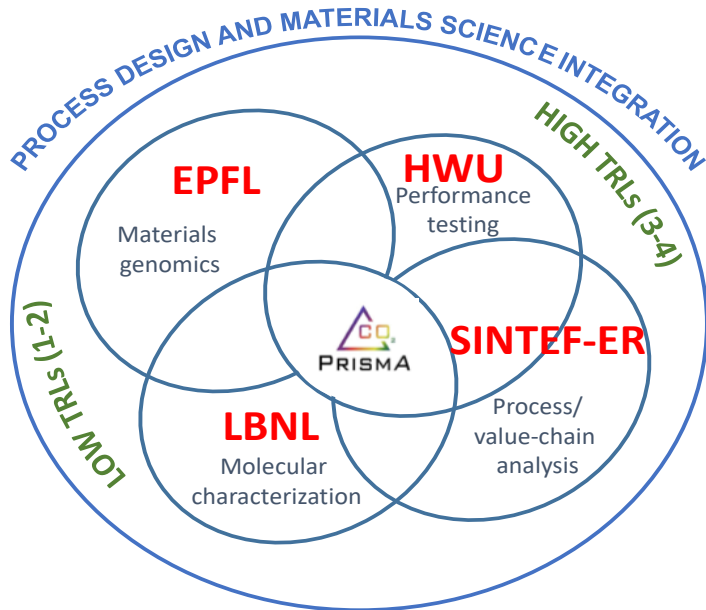 PROCESS DESIGN AND MATERIALS SCIENCE INTEGRATION
HIGH TRLs (3-4)
EPFL
Materials
genomics
HWU
Performance
testing
CO2
PRISMA
SINTEF-ER
Process/
value-chain
analysis
LOW TRLs (1-2)
LBNL
Molecular
characterization